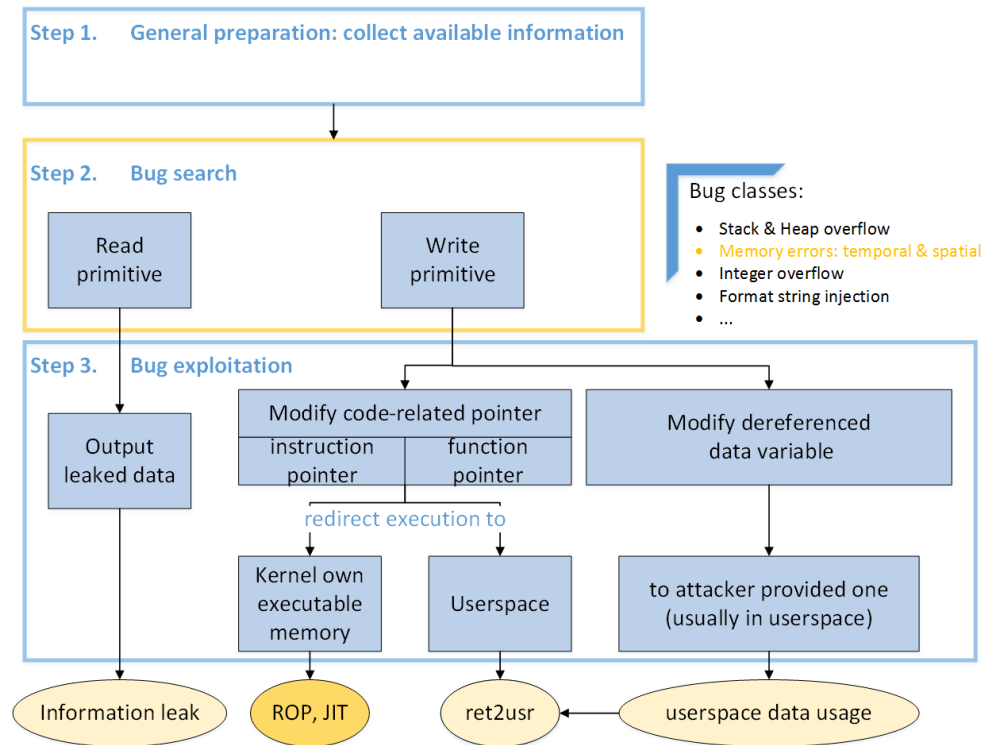 Step 1. General preparation: collect available information
Step 2. Bug search
Read
primitive
Write
primitive
Bug classes:
• Stack & Heap overflow
• Memory errors: temporal & spatial
• Integer overflow
• Format string injection
• ...
Step 3. Bug exploitation
Output
leaked data
Modify code-related pointer
instruction
pointer
function
pointer
Modify dereferenced
data variable
redirect execution to
Kernel own
executable
memory
Userspace
to attacker provided one
(usually in userspace)
Information leak
ROP, JIT
ret2usr
userspace data usage